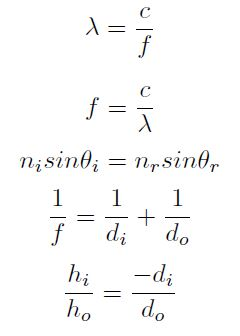 λ = c/f
f = c/λ
n_i sinθ_i = n_r sinθ_r
1/f = 1/d_i + 1/d_o
h_i/h_o = -d_i/d_o